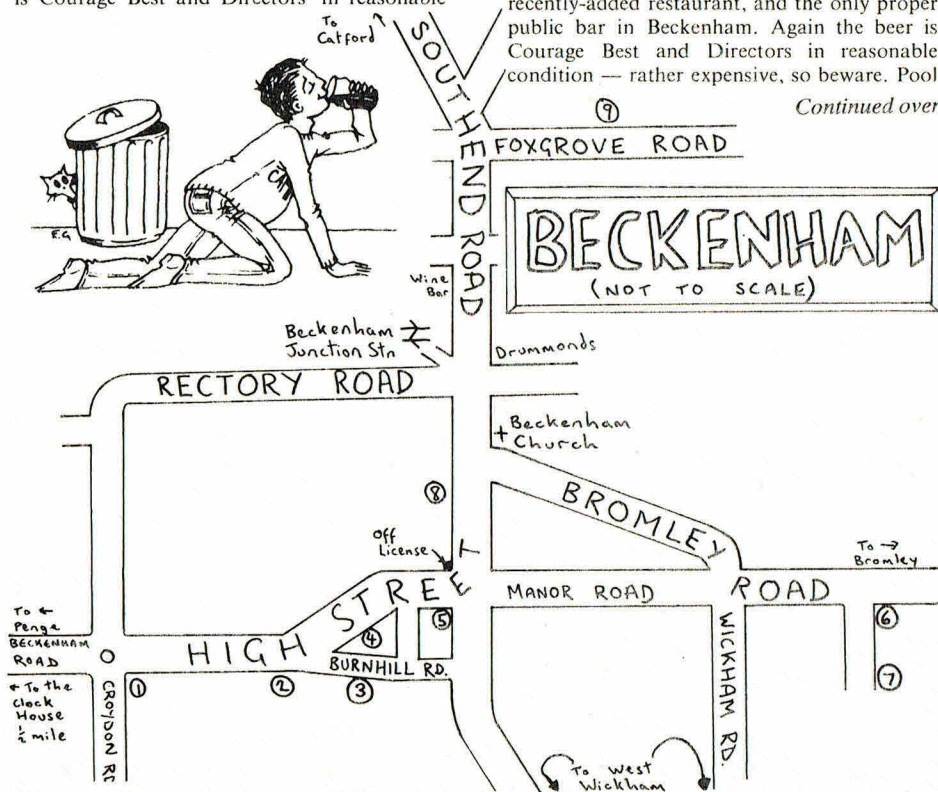 is Courage Best and Directors in reasonable
recently-added restaurant, and the only proper
public bar in Beckenham. Again the beer is
Courage Best and Directors in reasonable
condition — rather expensive, so beware. Pool
Continued over
To
Catford
SOUTHEND ROAD
9
FOXGROVE ROAD
BECKENHAM
(NOT TO SCALE)
E.G
Wine
Bar
Beckenham
Junction Stn
Drummonds
RECTORY ROAD
+ Beckenham
Church
8
BROMLEY ROAD
Off
License
To →
Bromley
MANOR ROAD
HIGH STREET
To ←
Penge
BECKENHAM
ROAD
4
5
6
BURNHILL RD.
WICKHAM RD.
1
2
3
7
← To the
Clock
House
½ mile
CROYDON RD
To West
Wickham